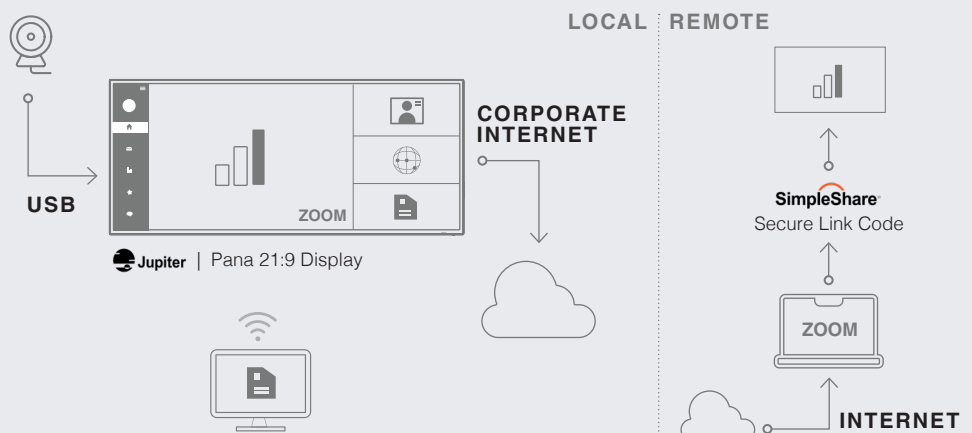 LOCAL
REMOTE
CORPORATE
INTERNET
USB
ZOOM
Jupiter | Pana 21:9 Display
SimpleShare
Secure Link Code
ZOOM
INTERNET